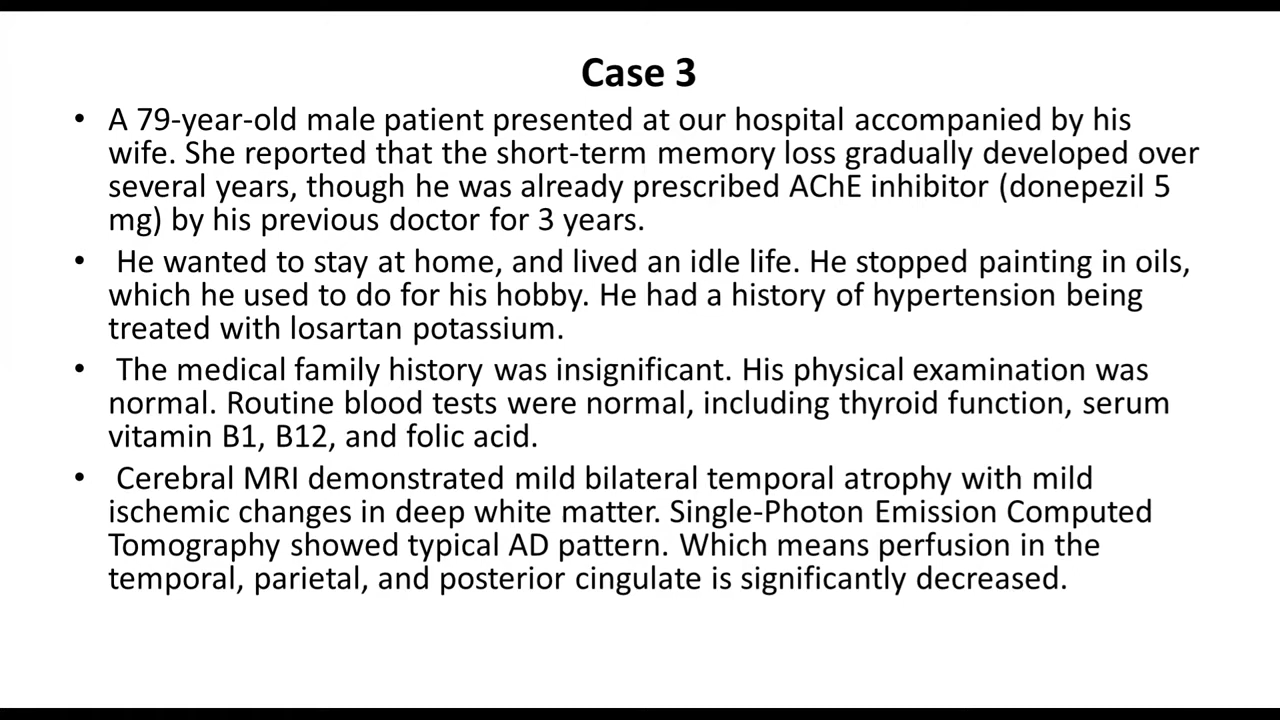 Case 3
• A 79-year-old male patient presented at our hospital accompanied by his
wife. She reported that the short-term memory loss gradually developed over
several years, though he was already prescribed AChE inhibitor (donepezil 5
mg) by his previous doctor for 3 years.
• He wanted to stay at home, and lived an idle life. He stopped painting in oils,
which he used to do for his hobby. He had a history of hypertension being
treated with losartan potassium.
• The medical family history was insignificant. His physical examination was
normal. Routine blood tests were normal, including thyroid function, serum
vitamin B1, B12, and folic acid.
• Cerebral MRI demonstrated mild bilateral temporal atrophy with mild
ischemic changes in deep white matter. Single-Photon Emission Computed
Tomography showed typical AD pattern. Which means perfusion in the
temporal, parietal, and posterior cingulate is significantly decreased.